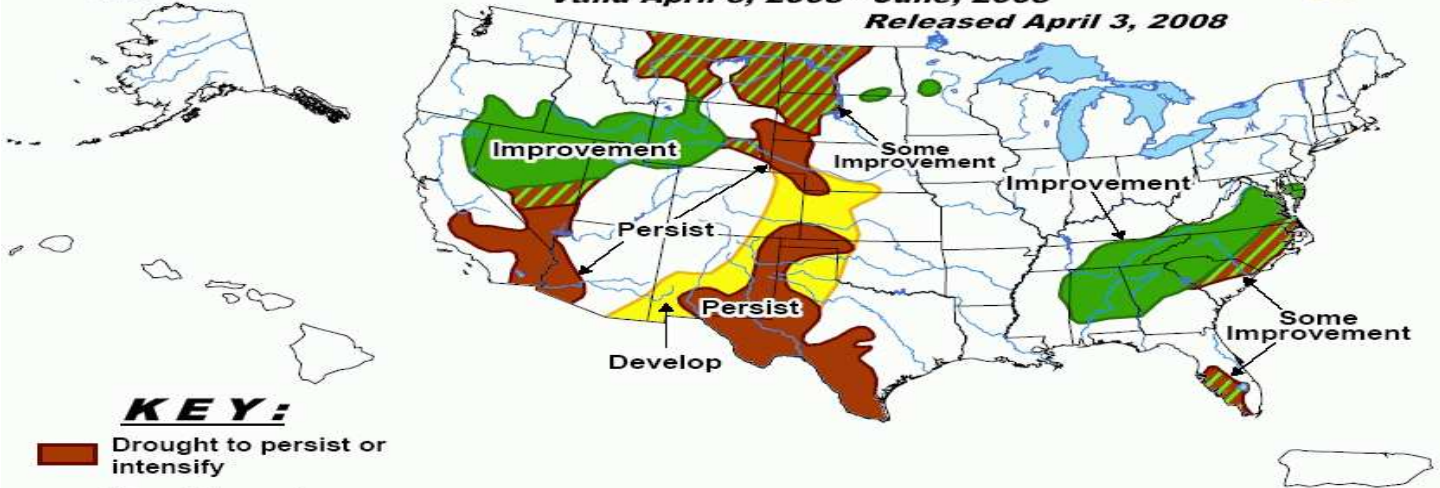 Released April 3, 2008
Improvement
Some
Improvement
Improvement
Persist
Persist
Develop
Some
Improvement
KEY:
Drought to persist or
intensify